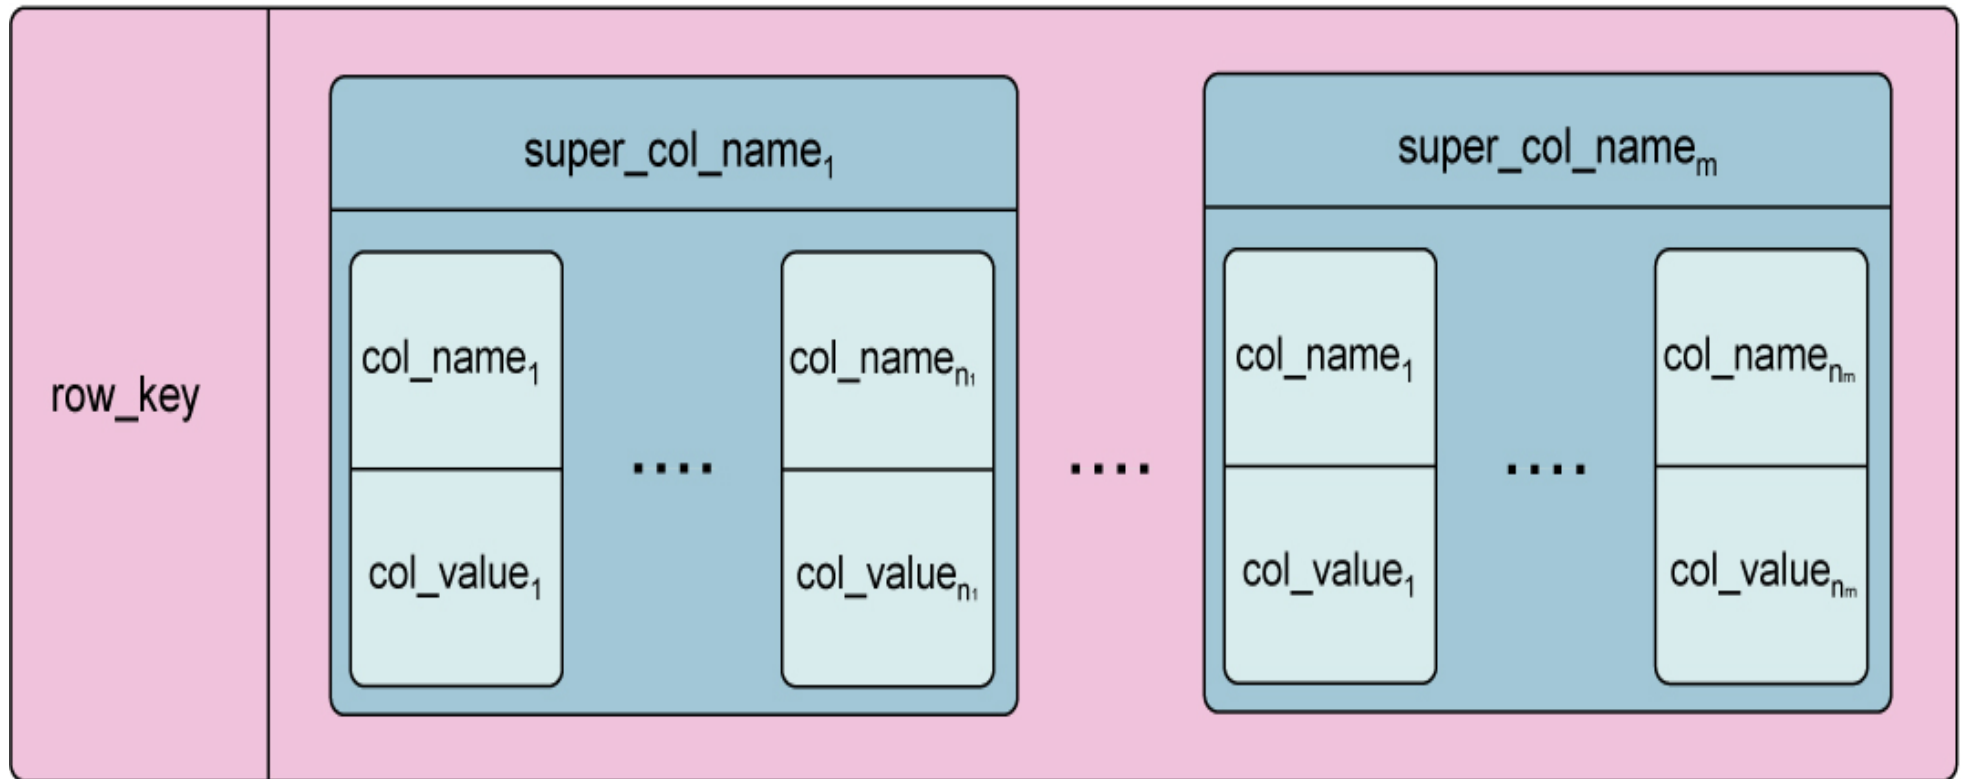 super_col_name₁
super_col_nameₘ
col_name₁
col_nameₙ₁
col_name₁
col_nameₙₘ
row_key
....
....
....
col_value₁
col_valueₙ₁
col_value₁
col_valueₙₘ